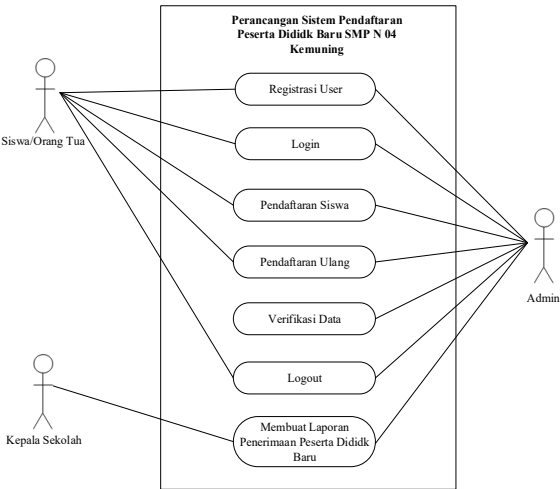 Perancangan Sistem Pendaftaran
Peserta Dididk Baru SMP N 04
Kemuning
Registrasi User
Siswa/Orang Tua
Login
Pendaftaran Siswa
Pendaftaran Ulang
Admin
Verifikasi Data
Logout
Kepala Sekolah
Membuat Laporan
Penerimaan Peserta Dididk
Baru